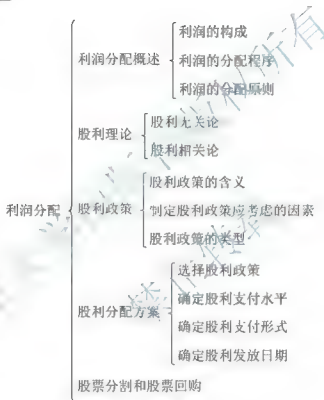 利润分配
利润分配概述
利润的构成
利润的分配程序
利润的分配原则
股利理论
股利无关论
股利相关论
股利政策
股利政策的含义
制定股利政策应考虑的因素
股利政策的类型
股利分配方案
选择股利政策
确定股利支付水平
确定股利支付形式
确定股利发放日期
股票分割和股票回购